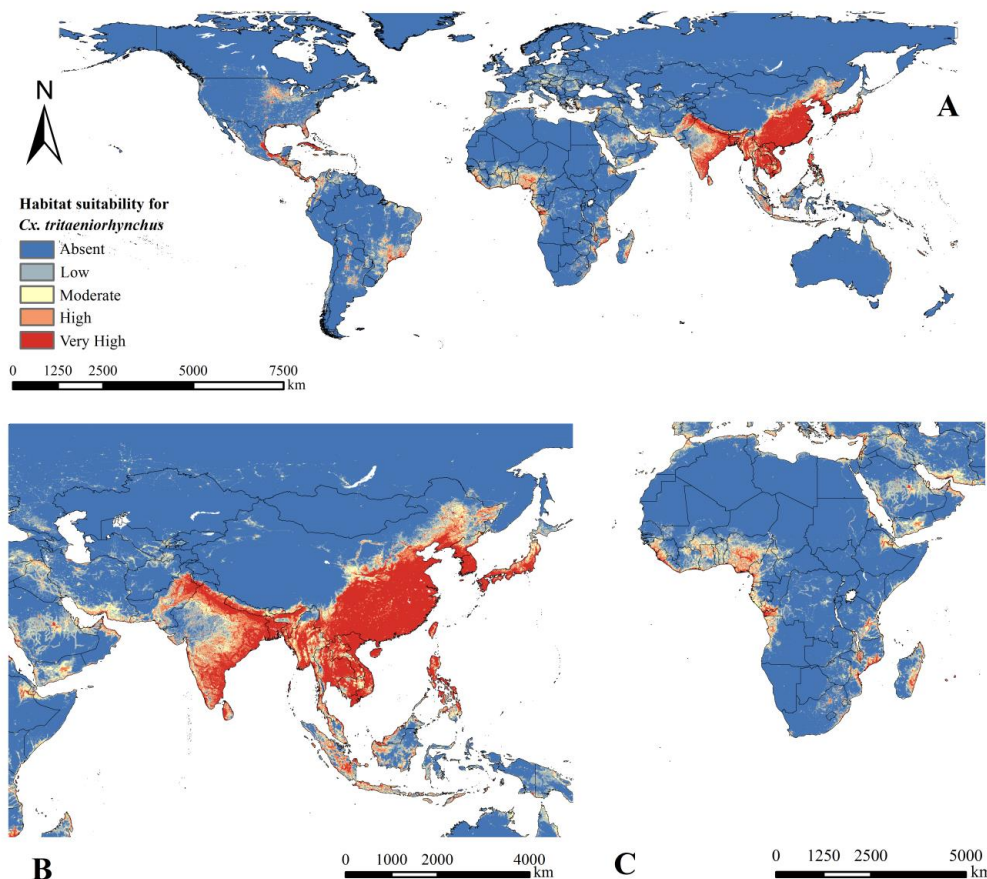 A
N
Habitat suitability for
Cx. tritaeniorhynchus
Absent
Low
Moderate
High
Very High
0 1250 2500 5000 7500
km
B
0 1000 2000 4000
km
C
0 1250 2500 5000
km